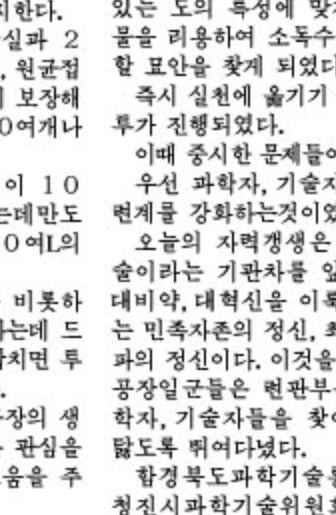 지한다.
실과 2
, 원균접
보장해
0여개나
이 10
는데만도
0여L의
비롯하
하는데 드
치면 투
장의 생
관심을
움을 주
있는 도의 특성에 맞
물을 리용하여 소독수
할 묘안을 찾게 되였다
즉시 실천에 옮기기
투가 진행되였다.
이때 중시한 문제들이
우선 과학자, 기술자
련계를 강화하는것이였
오늘의 자력갱생은
술이라는 기관차를 앞
대비약, 대혁신을 이룩
는 민족자존의 정신,
파의 정신이다. 이것을
공장일군들은 련관부
학자, 기술자들을 찾아
닳도록 뛰여다녔다.
함경북도과학기술
청진시과학기술위원회